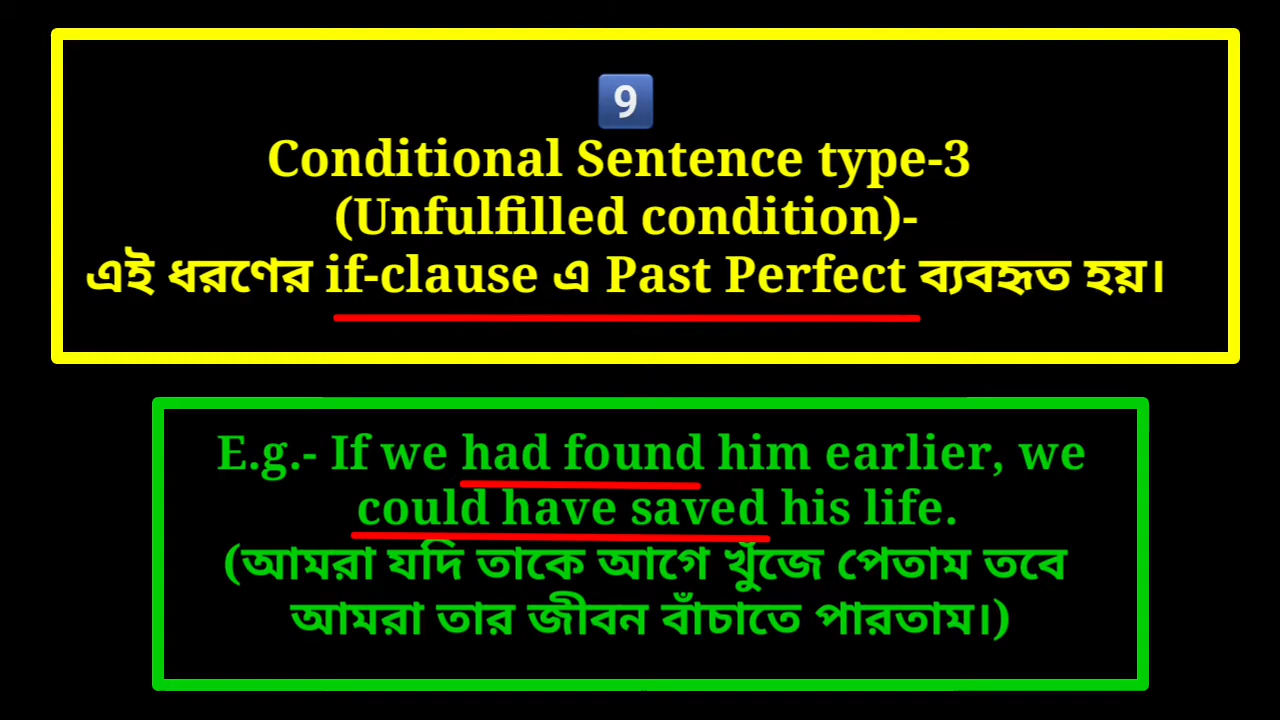 9
Conditional Sentence type-3
(Unfulfilled condition)-
এই ধরণের if-clause এ Past Perfect ব্যবহৃত হয়।
E.g.- If we had found him earlier, we
could have saved his life.
(আমরা যদি তাকে আগে খুঁজে পেতাম তবে
আমরা তার জীবন বাঁচাতে পারতাম।)